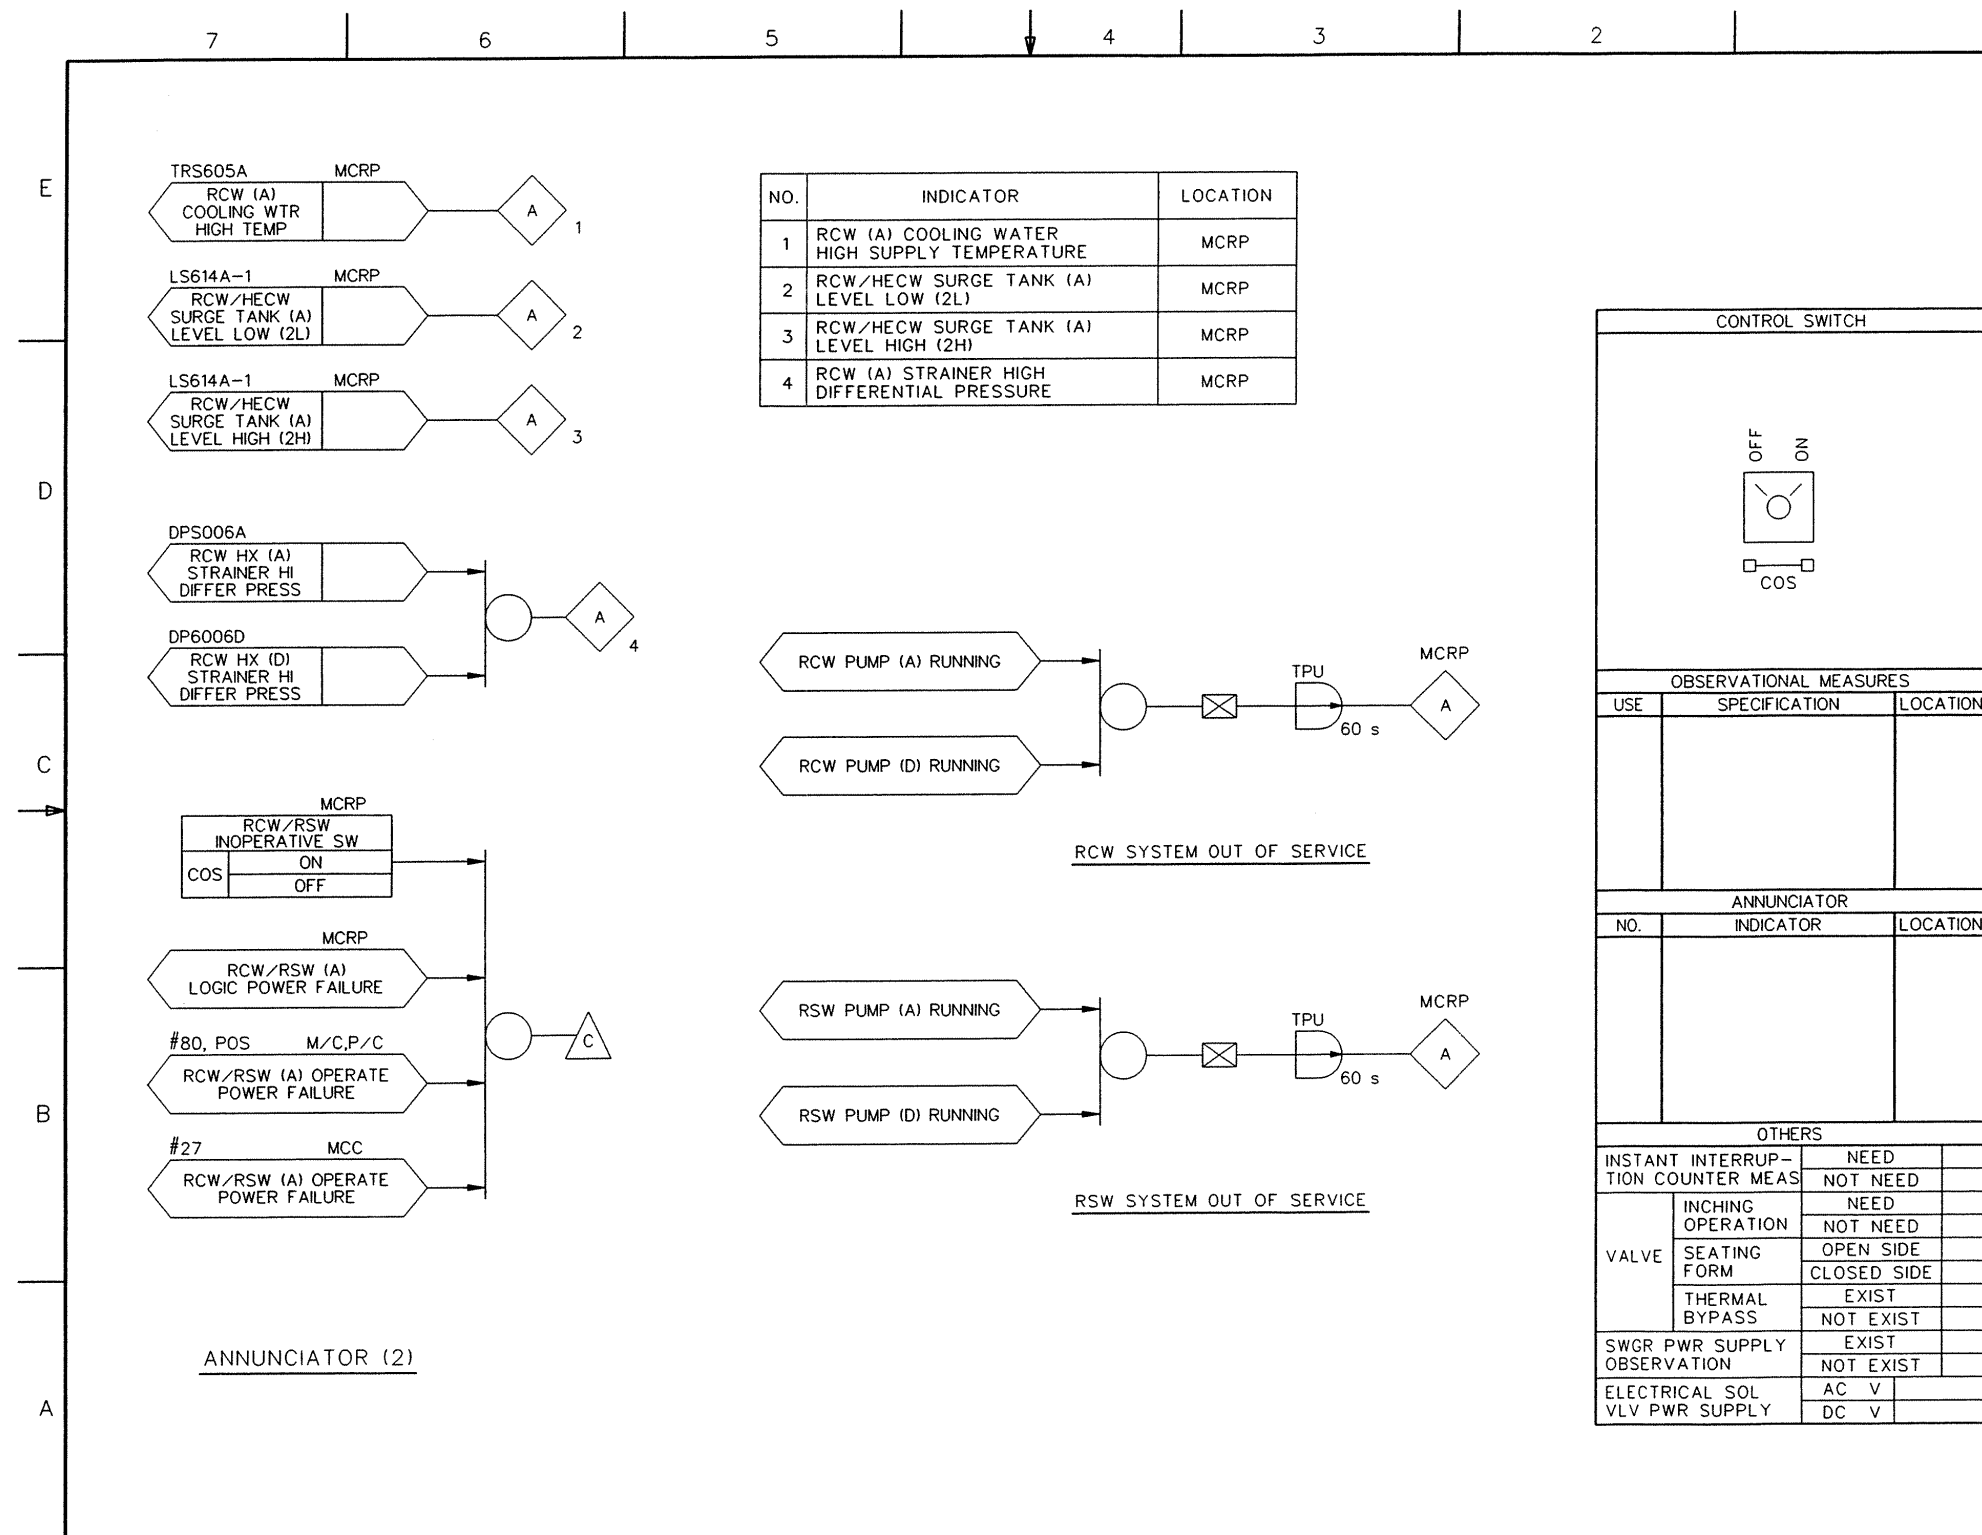 7 6 5 4 3 2
E
D
C
B
A
TRS605A MCRP
RCW (A)
COOLING WTR
HIGH TEMP
A
1
LS614A-1 MCRP
RCW/HECW
SURGE TANK (A)
LEVEL LOW (2L)
A
2
LS614A-1 MCRP
RCW/HECW
SURGE TANK (A)
LEVEL HIGH (2H)
A
3
DPS006A
RCW HX (A)
STRAINER HI
DIFFER PRESS
DP6006D
RCW HX (D)
STRAINER HI
DIFFER PRESS
A
4
MCRP
RCW/RSW
INOPERATIVE SW
COS
ON
OFF
MCRP
RCW/RSW (A)
LOGIC POWER FAILURE
#80, POS M/C,P/C
RCW/RSW (A) OPERATE
POWER FAILURE
#27 MCC
RCW/RSW (A) OPERATE
POWER FAILURE
C
ANNUNCIATOR (2)
NO. INDICATOR LOCATION
1 RCW (A) COOLING WATER
HIGH SUPPLY TEMPERATURE
MCRP
2 RCW/HECW SURGE TANK (A)
LEVEL LOW (2L)
MCRP
3 RCW/HECW SURGE TANK (A)
LEVEL HIGH (2H)
MCRP
4 RCW (A) STRAINER HIGH
DIFFERENTIAL PRESSURE
MCRP
RCW PUMP (A) RUNNING
RCW PUMP (D) RUNNING
TPU
60 s
MCRP
A
RCW SYSTEM OUT OF SERVICE
RSW PUMP (A) RUNNING
RSW PUMP (D) RUNNING
TPU
60 s
MCRP
A
RSW SYSTEM OUT OF SERVICE
CONTROL SWITCH
OFF
ON
COS
OBSERVATIONAL MEASURES
USE SPECIFICATION LOCATION
ANNUNCIATOR
NO. INDICATOR LOCATION
OTHERS
INSTANT INTERRUP-
TION COUNTER MEAS
NEED
NOT NEED
VALVE
INCHING
OPERATION
NEED
NOT NEED
SEATING
FORM
OPEN SIDE
CLOSED SIDE
THERMAL
BYPASS
EXIST
NOT EXIST
SWGR PWR SUPPLY
OBSERVATION
EXIST
NOT EXIST
ELECTRICAL SOL
VLV PWR SUPPLY
AC V
DC V